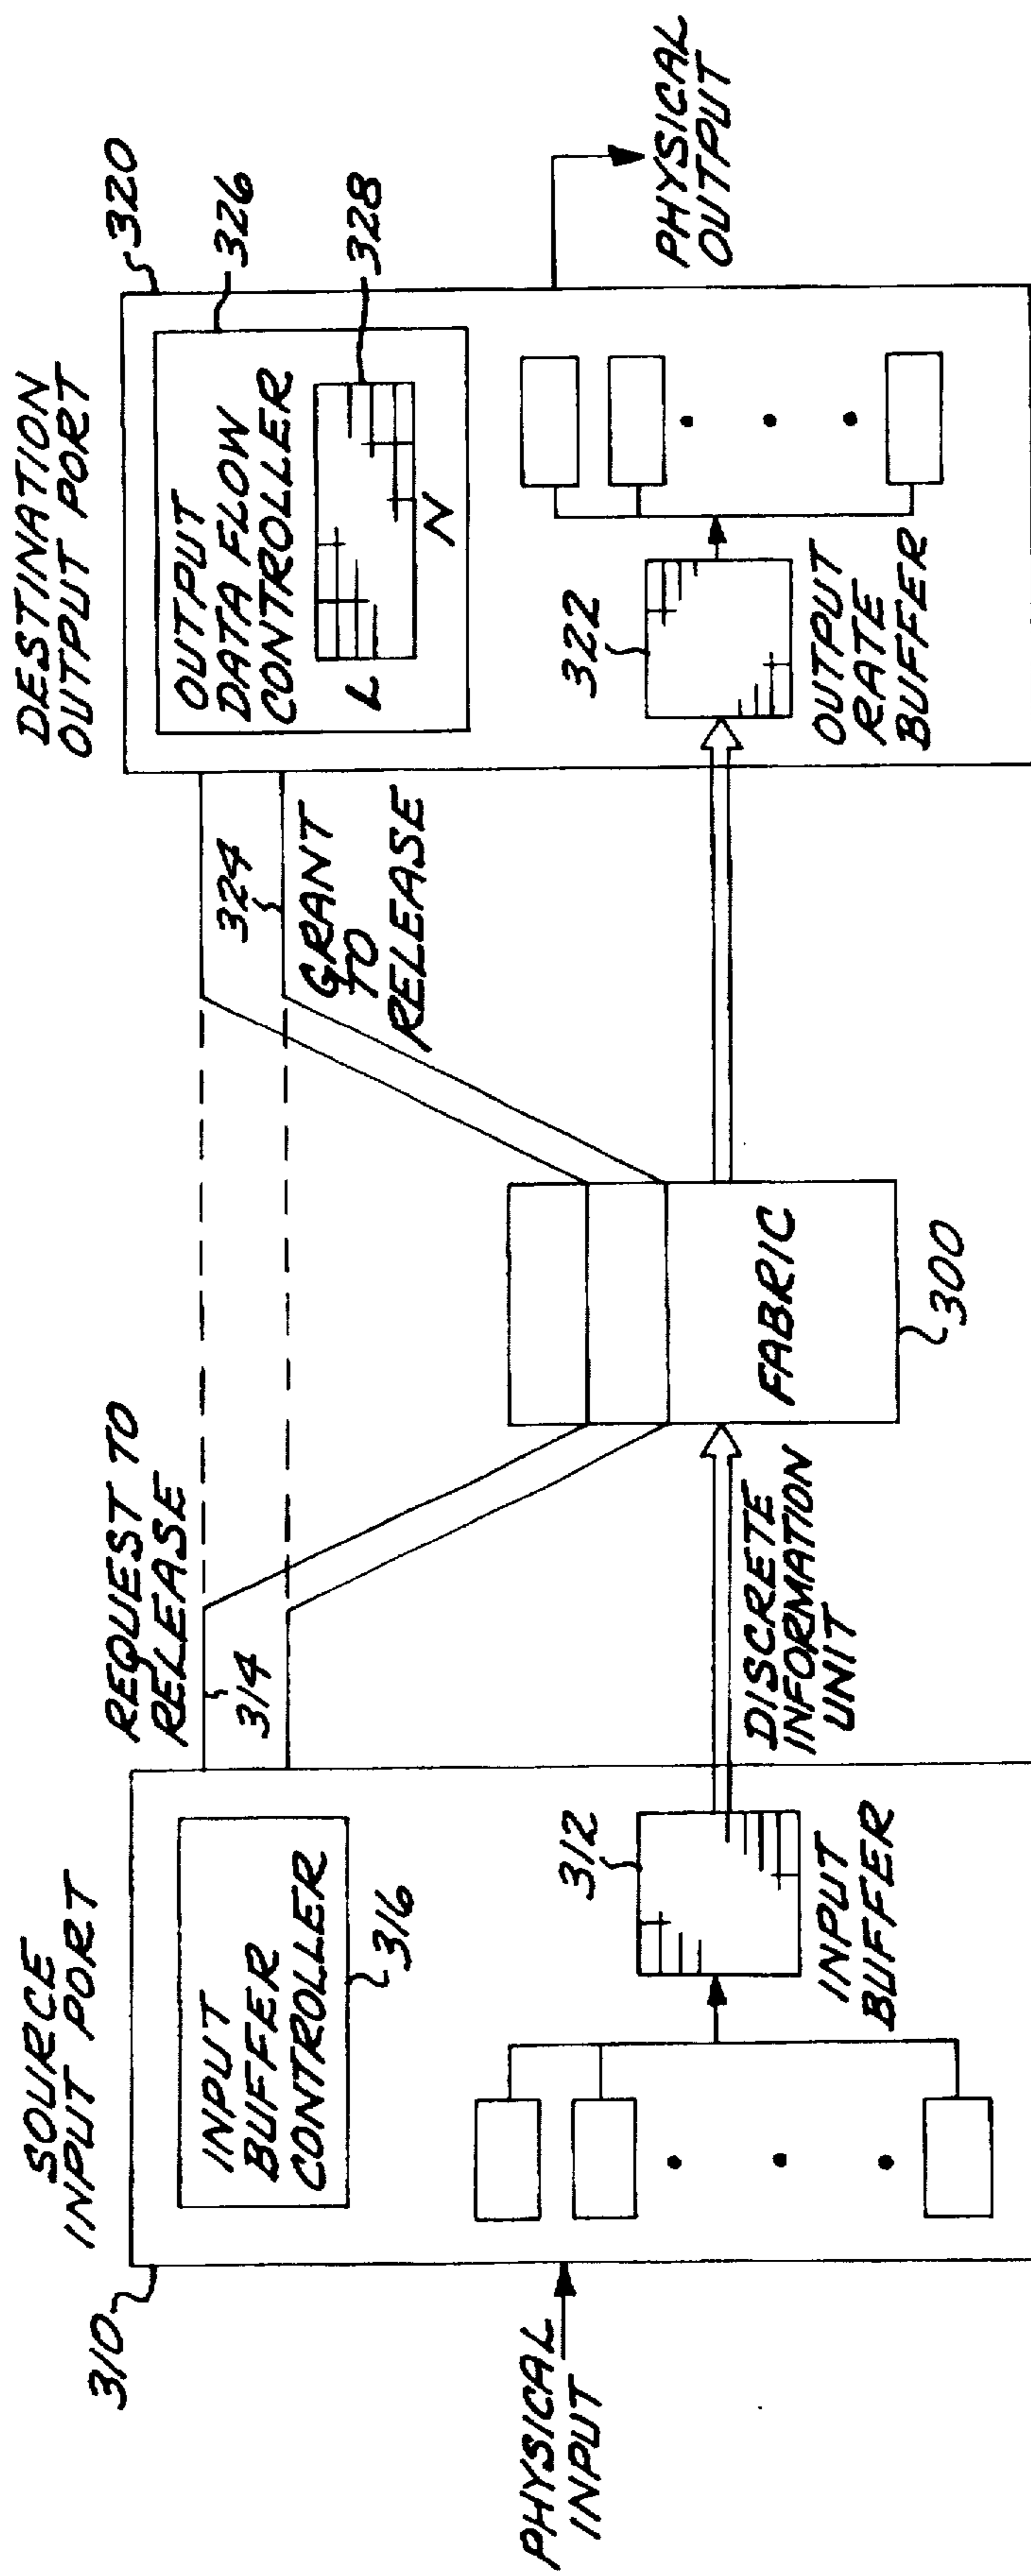 SOURCE
INPUT PORT
310
INPUT
BUFFER
CONTROLLER
316
PHYSICAL
INPUT
312
INPUT
BUFFER
REQUEST TO
RELEASE
314
DISCRETE
INFORMATION
UNIT
FABRIC
300
324
GRANT
TO
RELEASE
DESTINATION
OUTPUT PORT
320
OUTPUT
DATA FLOW
CONTROLLER
326
L
N
328
322
OUTPUT
RATE
BUFFER
PHYSICAL
OUTPUT